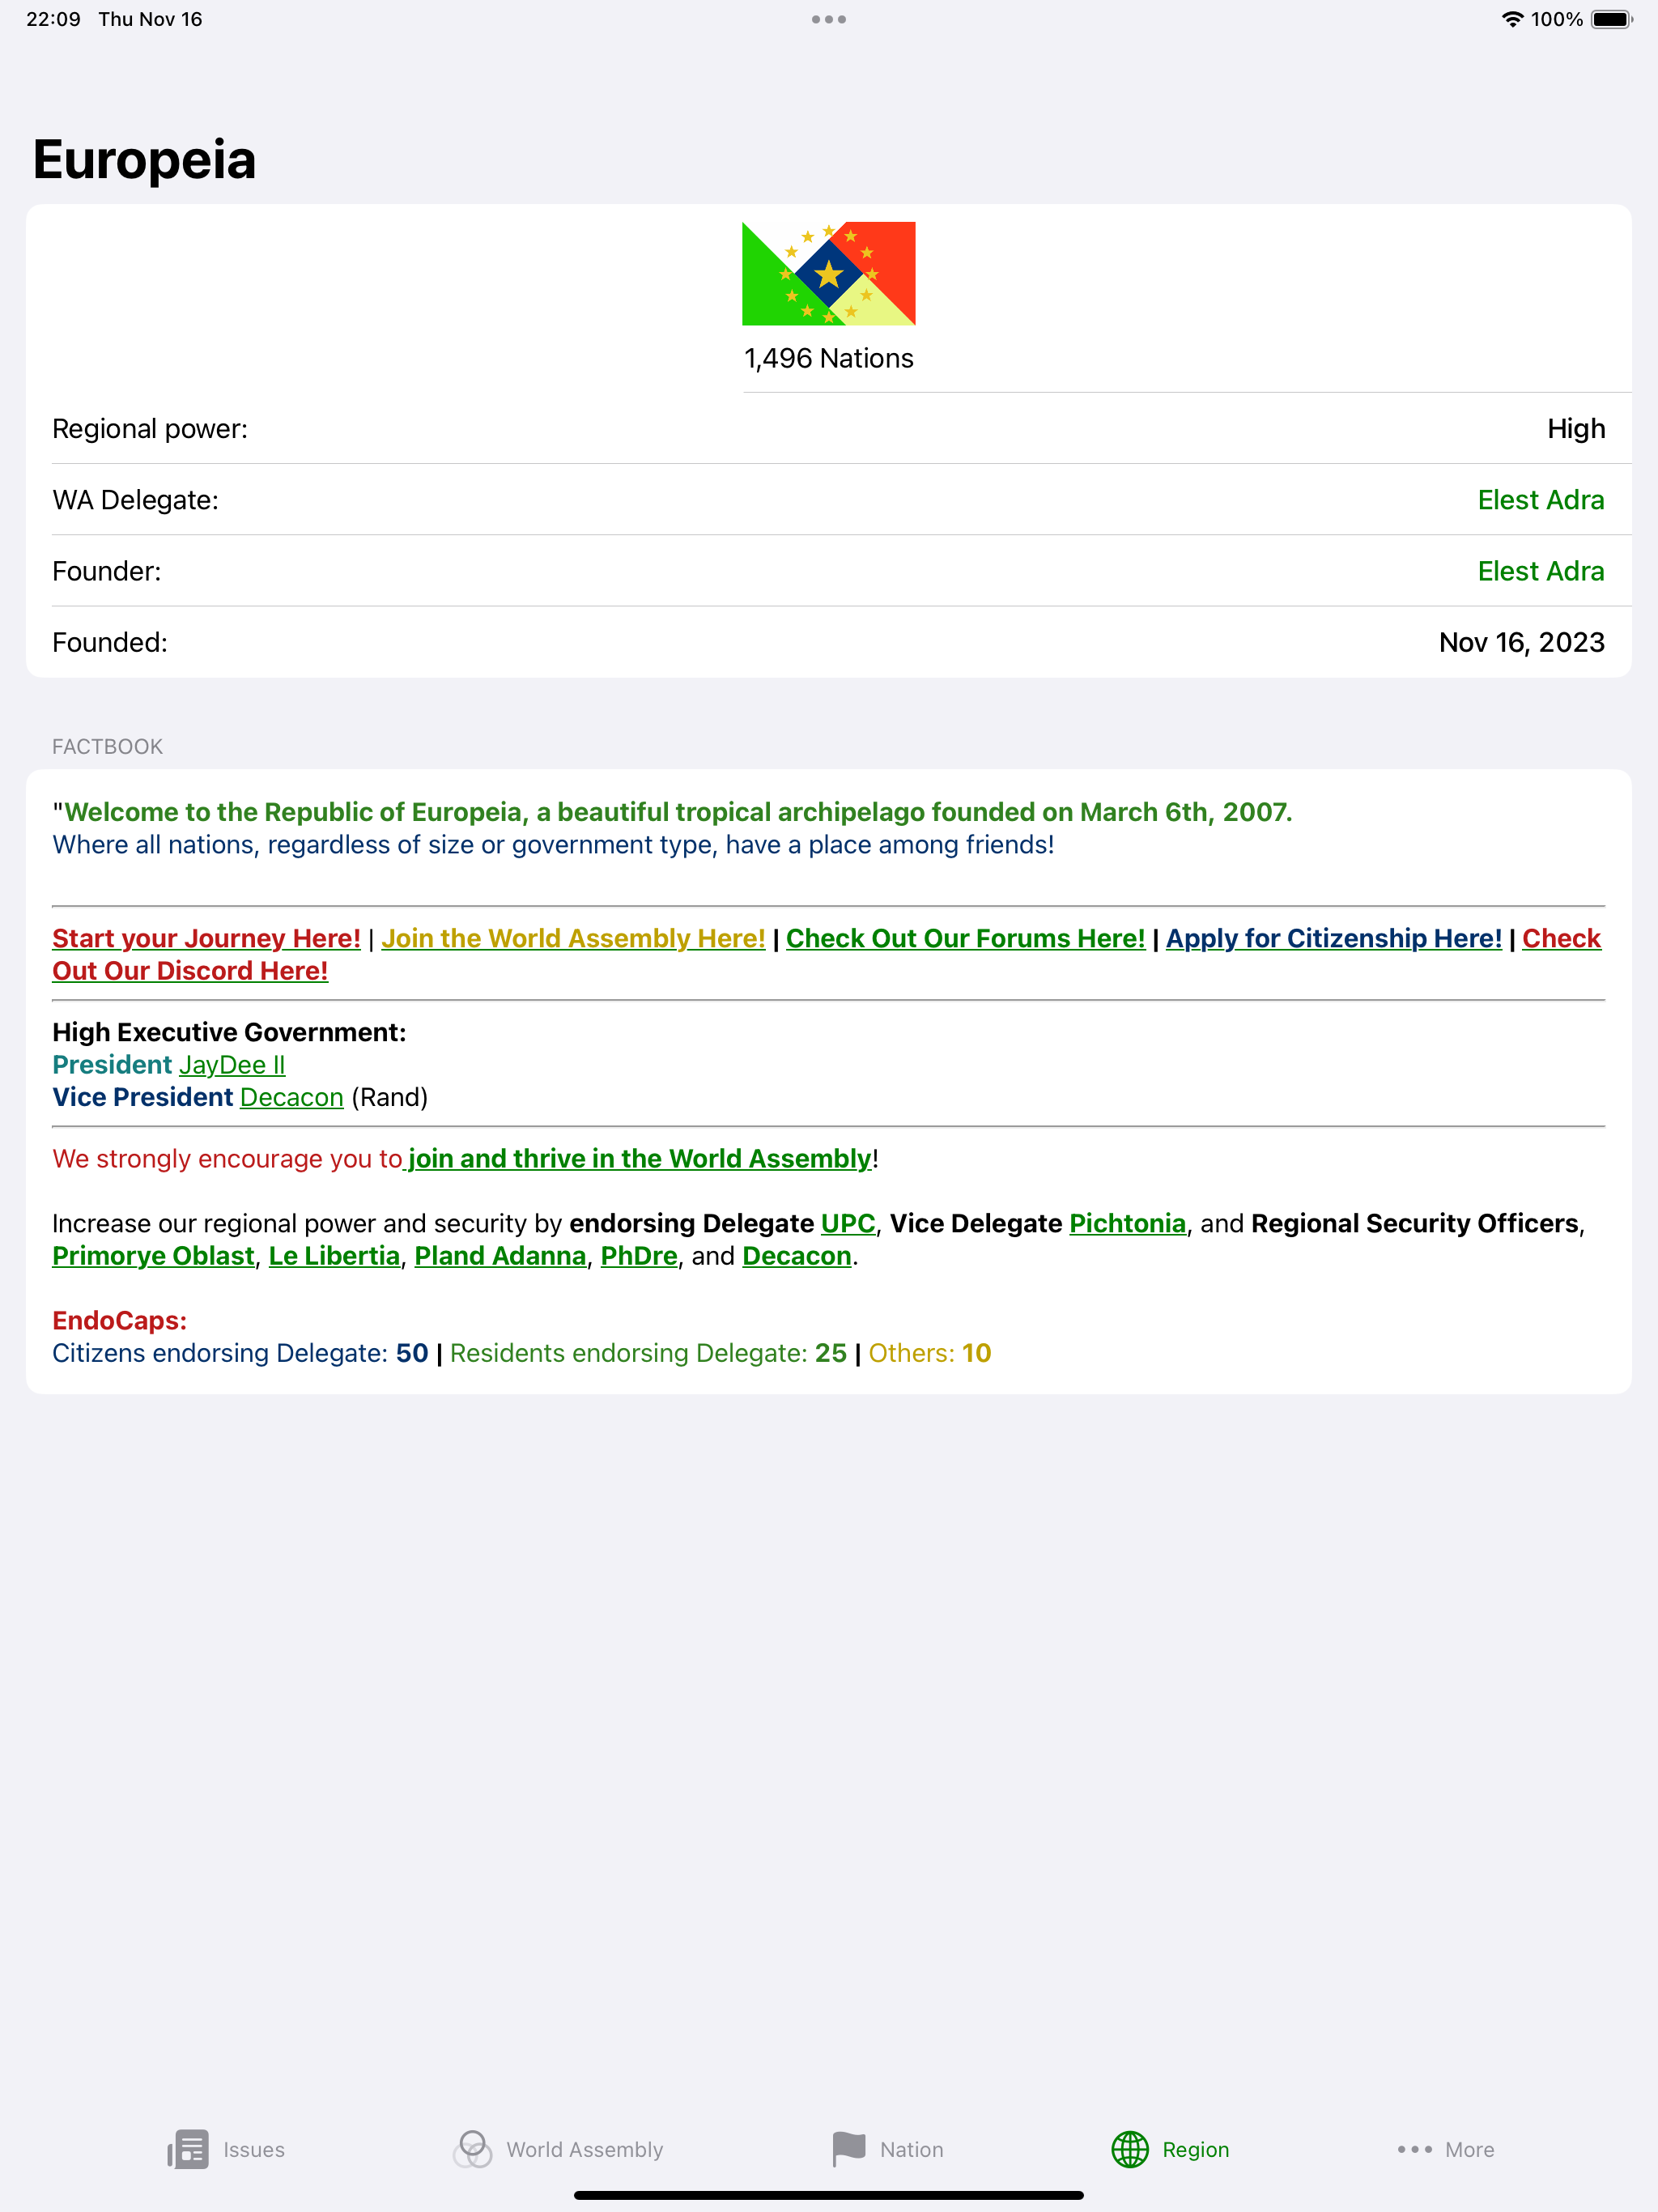 22:09 Thu Nov 16
100%
Europeia
1,496 Nations
Regional power: High
WA Delegate: Elest Adra
Founder: Elest Adra
Founded: Nov 16, 2023
FACTBOOK
"Welcome to the Republic of Europeia, a beautiful tropical archipelago founded on March 6th, 2007.
Where all nations, regardless of size or government type, have a place among friends!
Start your Journey Here! | Join the World Assembly Here! | Check Out Our Forums Here! | Apply for Citizenship Here! | Check
Out Our Discord Here!
High Executive Government:
President JayDee II
Vice President Decacon (Rand)
We strongly encourage you to join and thrive in the World Assembly!
Increase our regional power and security by endorsing Delegate UPC, Vice Delegate Pichtonia, and Regional Security Officers,
Primorye Oblast, Le Libertia, Pland Adanna, PhDre, and Decacon.
EndoCaps:
Citizens endorsing Delegate: 50 | Residents endorsing Delegate: 25 | Others: 10
Issues World Assembly Nation Region More